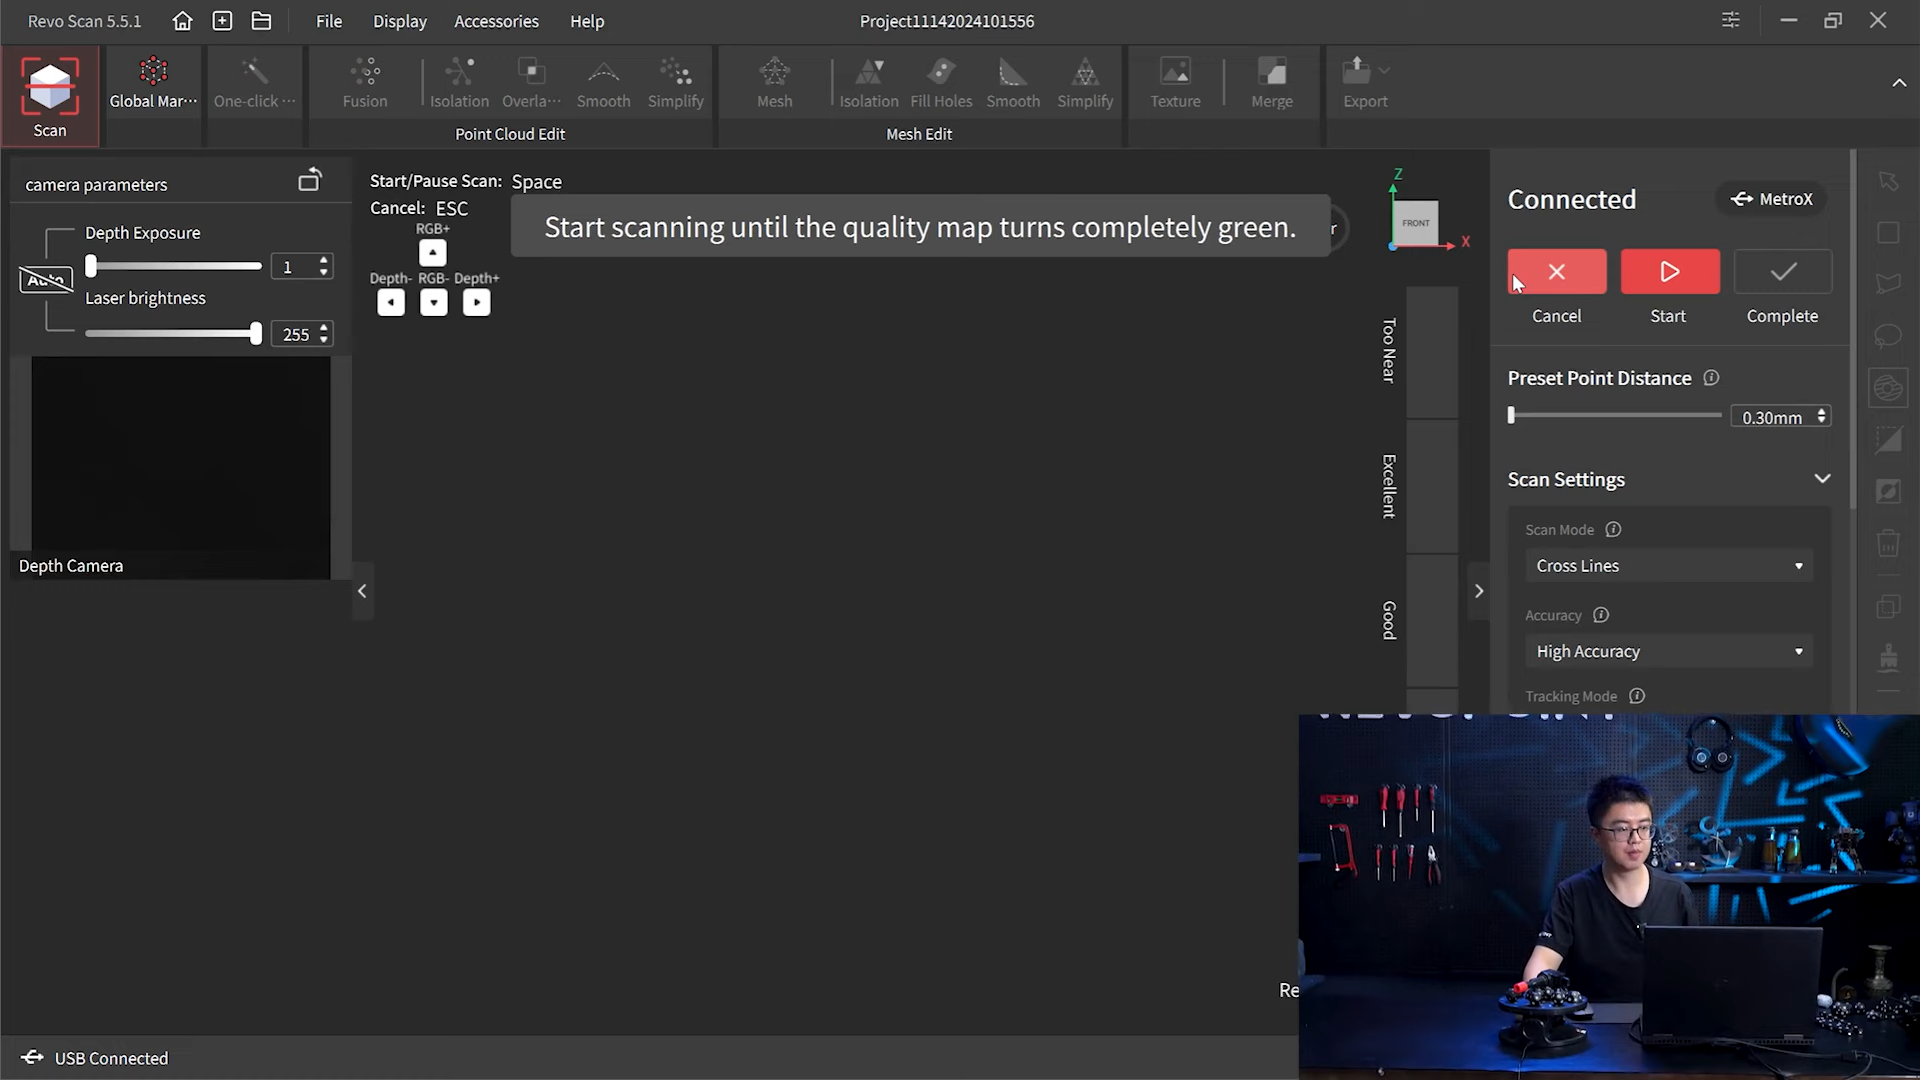 Revo Scan 5.5.1
File
Display
Accessories
Help
Project11142024101556
Scan
Global Mar···
One-click ···
Fusion
Isolation
Overla···
Smooth
Simplify
Point Cloud Edit
Mesh
Isolation
Fill Holes
Smooth
Simplify
Mesh Edit
Texture
Merge
Export
camera parameters
Depth Exposure
Auto
1
Laser brightness
255
Depth Camera
Start/Pause Scan: Space
Cancel: ESC
RGB+
Depth- RGB- Depth+
Start scanning until the quality map turns completely green.
r
Z
FRONT
X
Too Near
Excellent
Good
Connected
MetroX
Cancel
Start
Complete
Preset Point Distance
0.30mm
Scan Settings
Scan Mode
Cross Lines
Accuracy
High Accuracy
Tracking Mode
Re
USB Connected